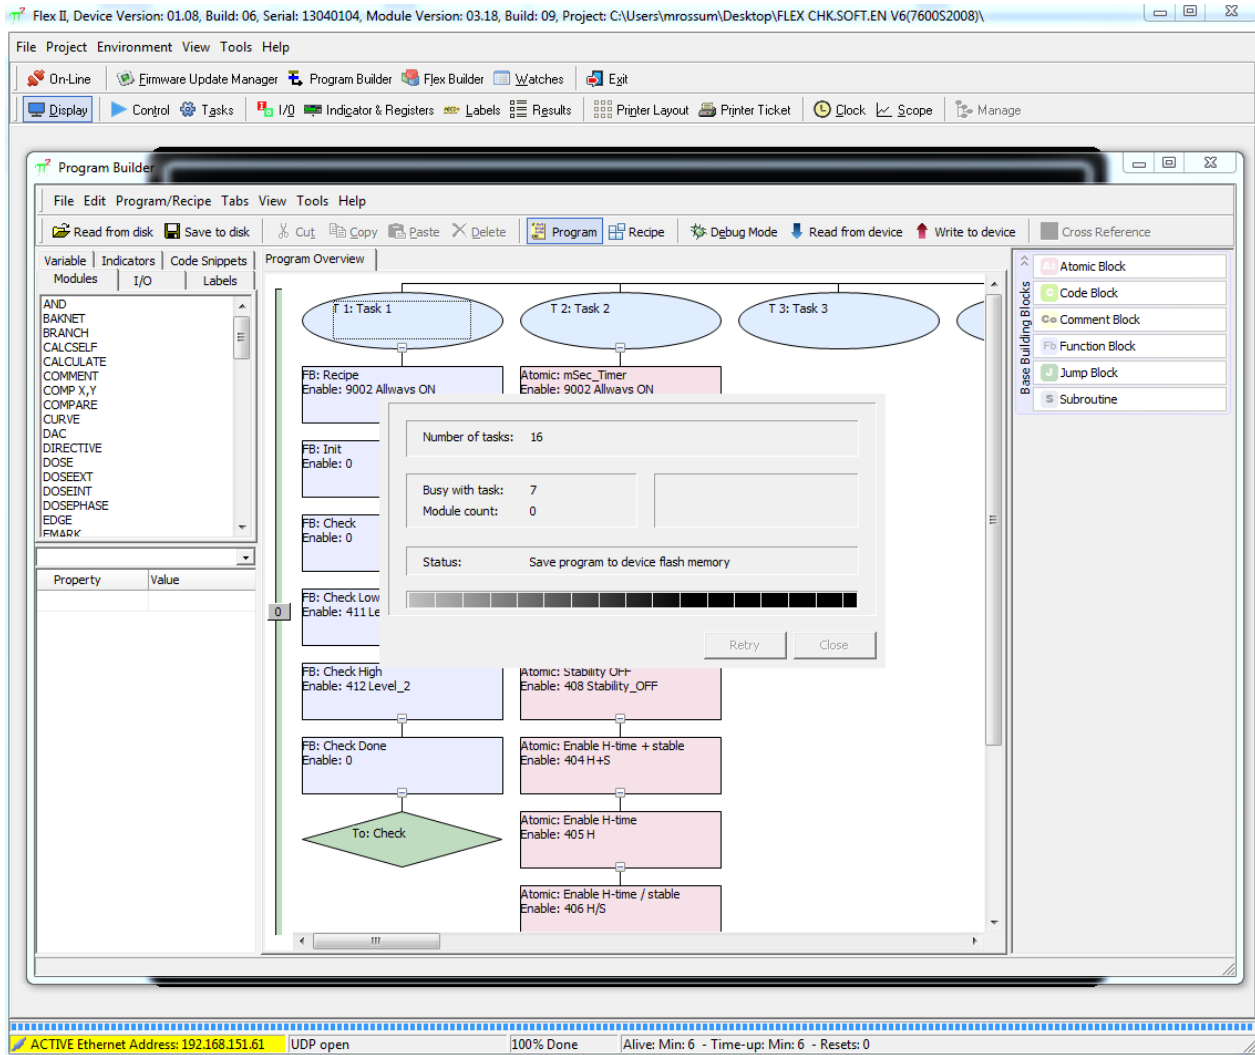 π² Flex II, Device Version: 01.08, Build: 06, Serial: 13040104, Module Version: 03.18, Build: 09, Project: C:\Users\mrossum\Desktop\FLEX CHK.SOFT.EN V6(7600S2008)\
File Project Environment View Tools Help
On-Line Firmware Update Manager Program Builder Flex Builder Watches Exit
Display Control Tasks I/O Indicator & Registers Labels Results Printer Layout Printer Ticket Clock Scope Manage
π² Program Builder
File Edit Program/Recipe Tabs View Tools Help
Read from disk Save to disk Cut Copy Paste Delete Program Recipe Debug Mode Read from device Write to device Cross Reference
Variable Indicators Code Snippets
Modules I/O Labels
AND
BAKNET
BRANCH
CALCSELF
CALCULATE
COMMENT
COMP X,Y
COMPARE
CURVE
DAC
DIRECTIVE
DOSE
DOSEEXT
DOSEINT
DOSEPHASE
EDGE
EMARK
Property Value
Program Overview
0
T 1: Task 1
FB: Recipe
Enable: 9002 Allways ON
FB: Init
Enable: 0
FB: Check
Enable: 0
FB: Check Low
Enable: 411 Le
FB: Check High
Enable: 412 Level_2
FB: Check Done
Enable: 0
To: Check
T 2: Task 2
Atomic: mSec_Timer
Enable: 9002 Allways ON
Atomic: Stability OFF
Enable: 408 Stability_OFF
Atomic: Enable H-time + stable
Enable: 404 H+S
Atomic: Enable H-time
Enable: 405 H
Atomic: Enable H-time / stable
Enable: 406 H/S
T 3: Task 3
Number of tasks: 16
Busy with task: 7
Module count: 0
Status: Save program to device flash memory
Retry Close
Base Building Blocks
At Atomic Block
C Code Block
Co Comment Block
Fb Function Block
J Jump Block
S Subroutine
ACTIVE Ethernet Address: 192.168.151.61 UDP open 100% Done Alive: Min: 6 - Time-up: Min: 6 - Resets: 0